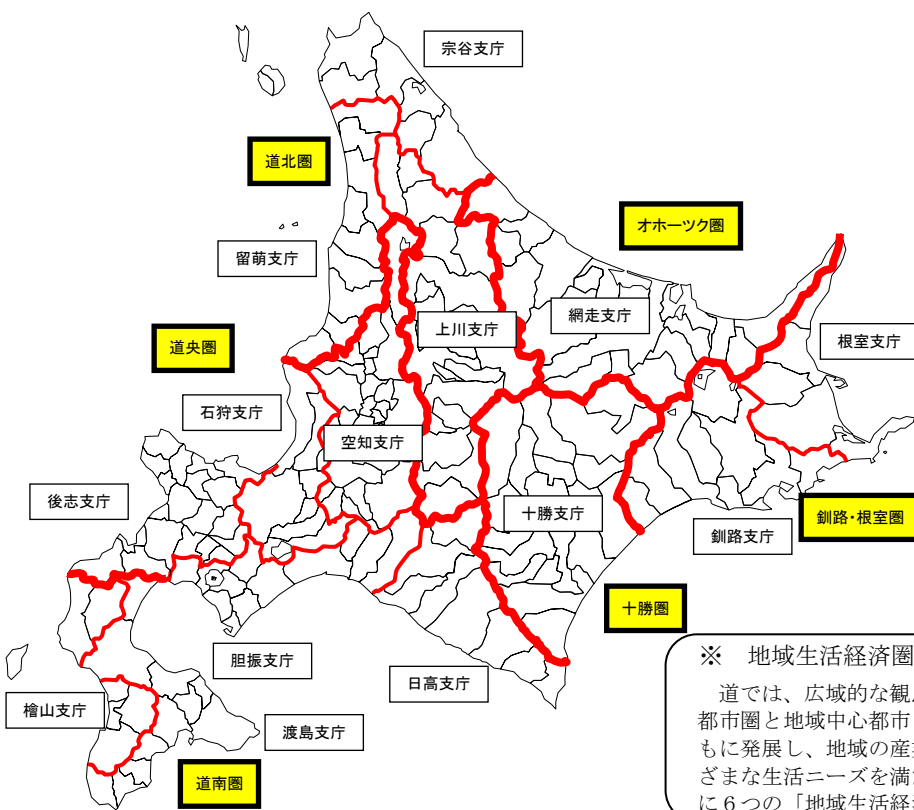 宗谷支庁
道北圏
オホーツク圏
留萌支庁
網走支庁
上川支庁
道央圏
根室支庁
石狩支庁
空知支庁
後志支庁
十勝支庁
釧路・根室圏
釧路支庁
十勝圏
胆振支庁
日高支庁
檜山支庁
渡島支庁
道南圏
※ 地域生活経済圏
道では、広域的な観
都市圏と地域中心都市
もに発展し、地域の産
ざまな生活ニーズを満
に6つの「地域生活経